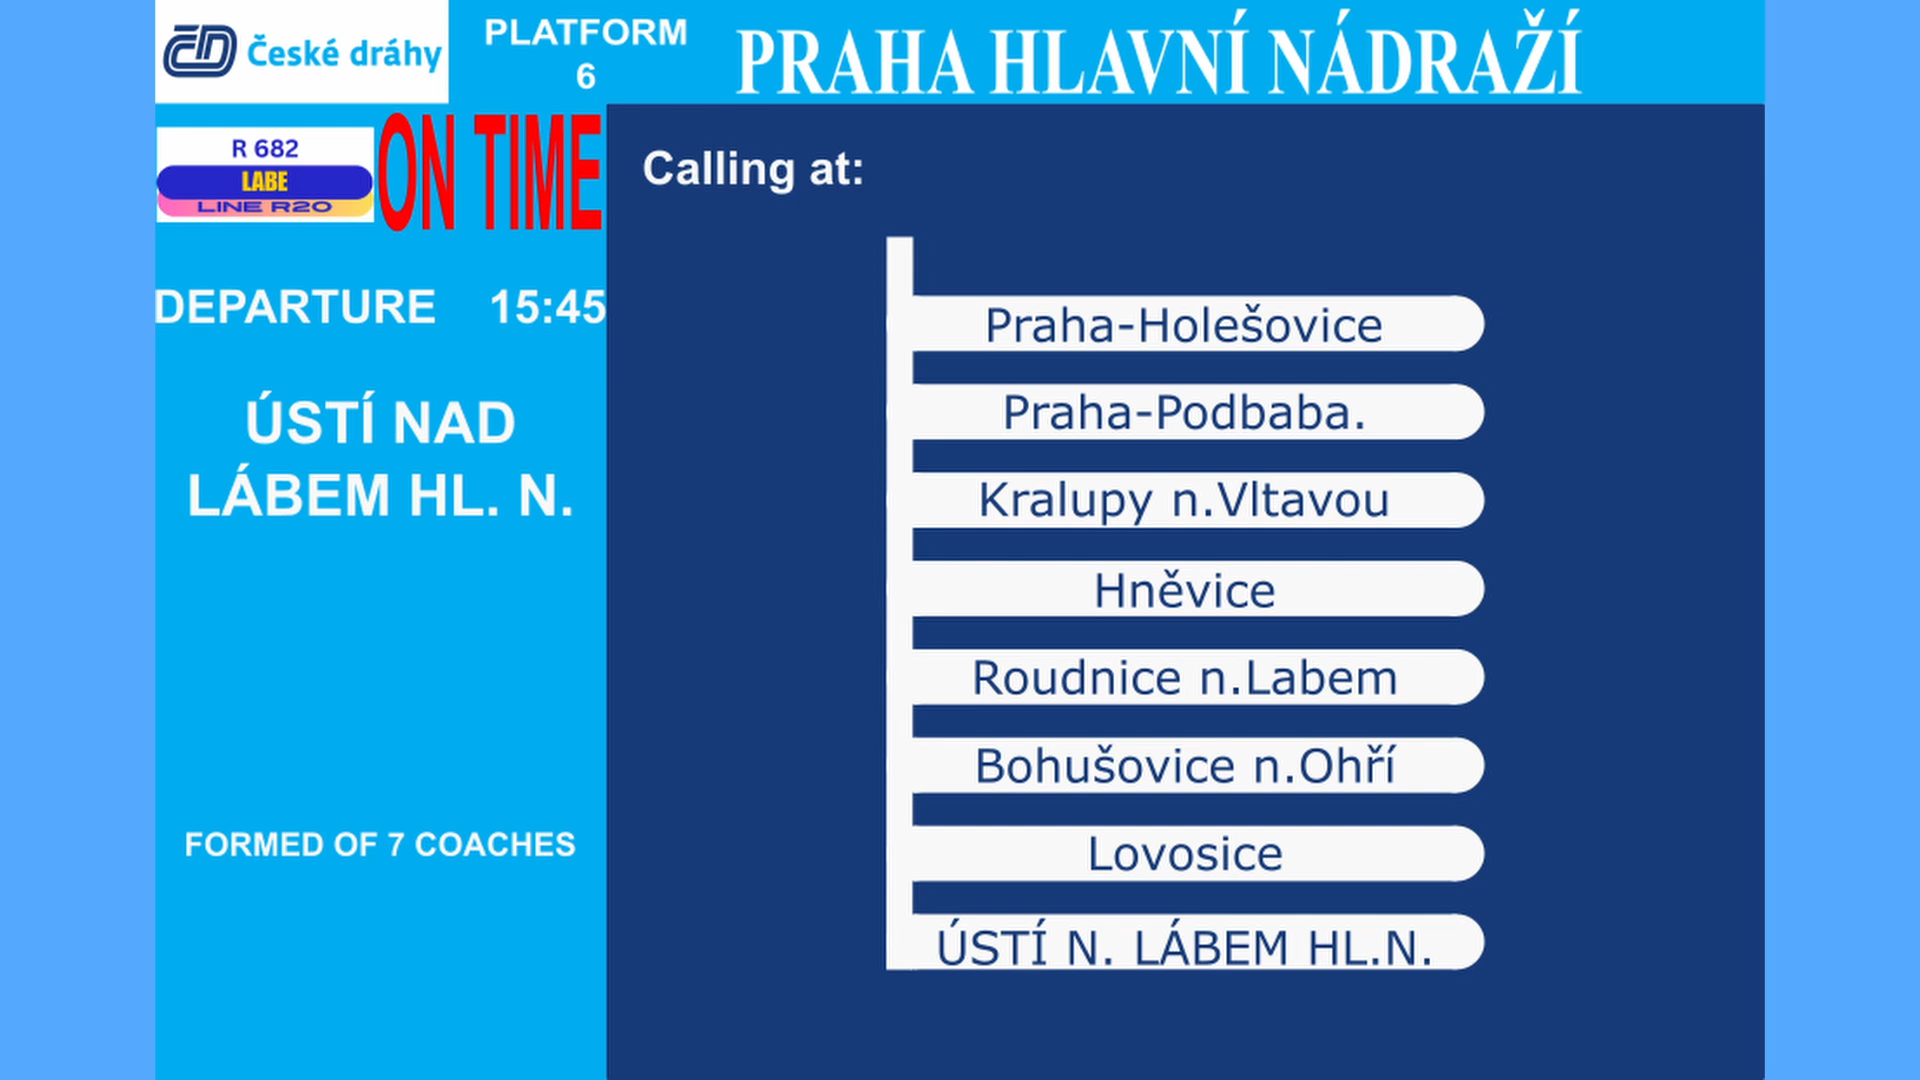 ČD České dráhy
PLATFORM
6
PRAHA HLAVNÍ NÁDRAŽÍ
R 682
LABE
LINE R20
ON TIME
DEPARTURE 15:45
ÚSTÍ NAD
LÁBEM HL. N.
FORMED OF 7 COACHES
Calling at:
Praha-Holešovice
Praha-Podbaba.
Kralupy n.Vltavou
Hněvice
Roudnice n.Labem
Bohušovice n.Ohří
Lovosice
ÚSTÍ N. LÁBEM HL.N.